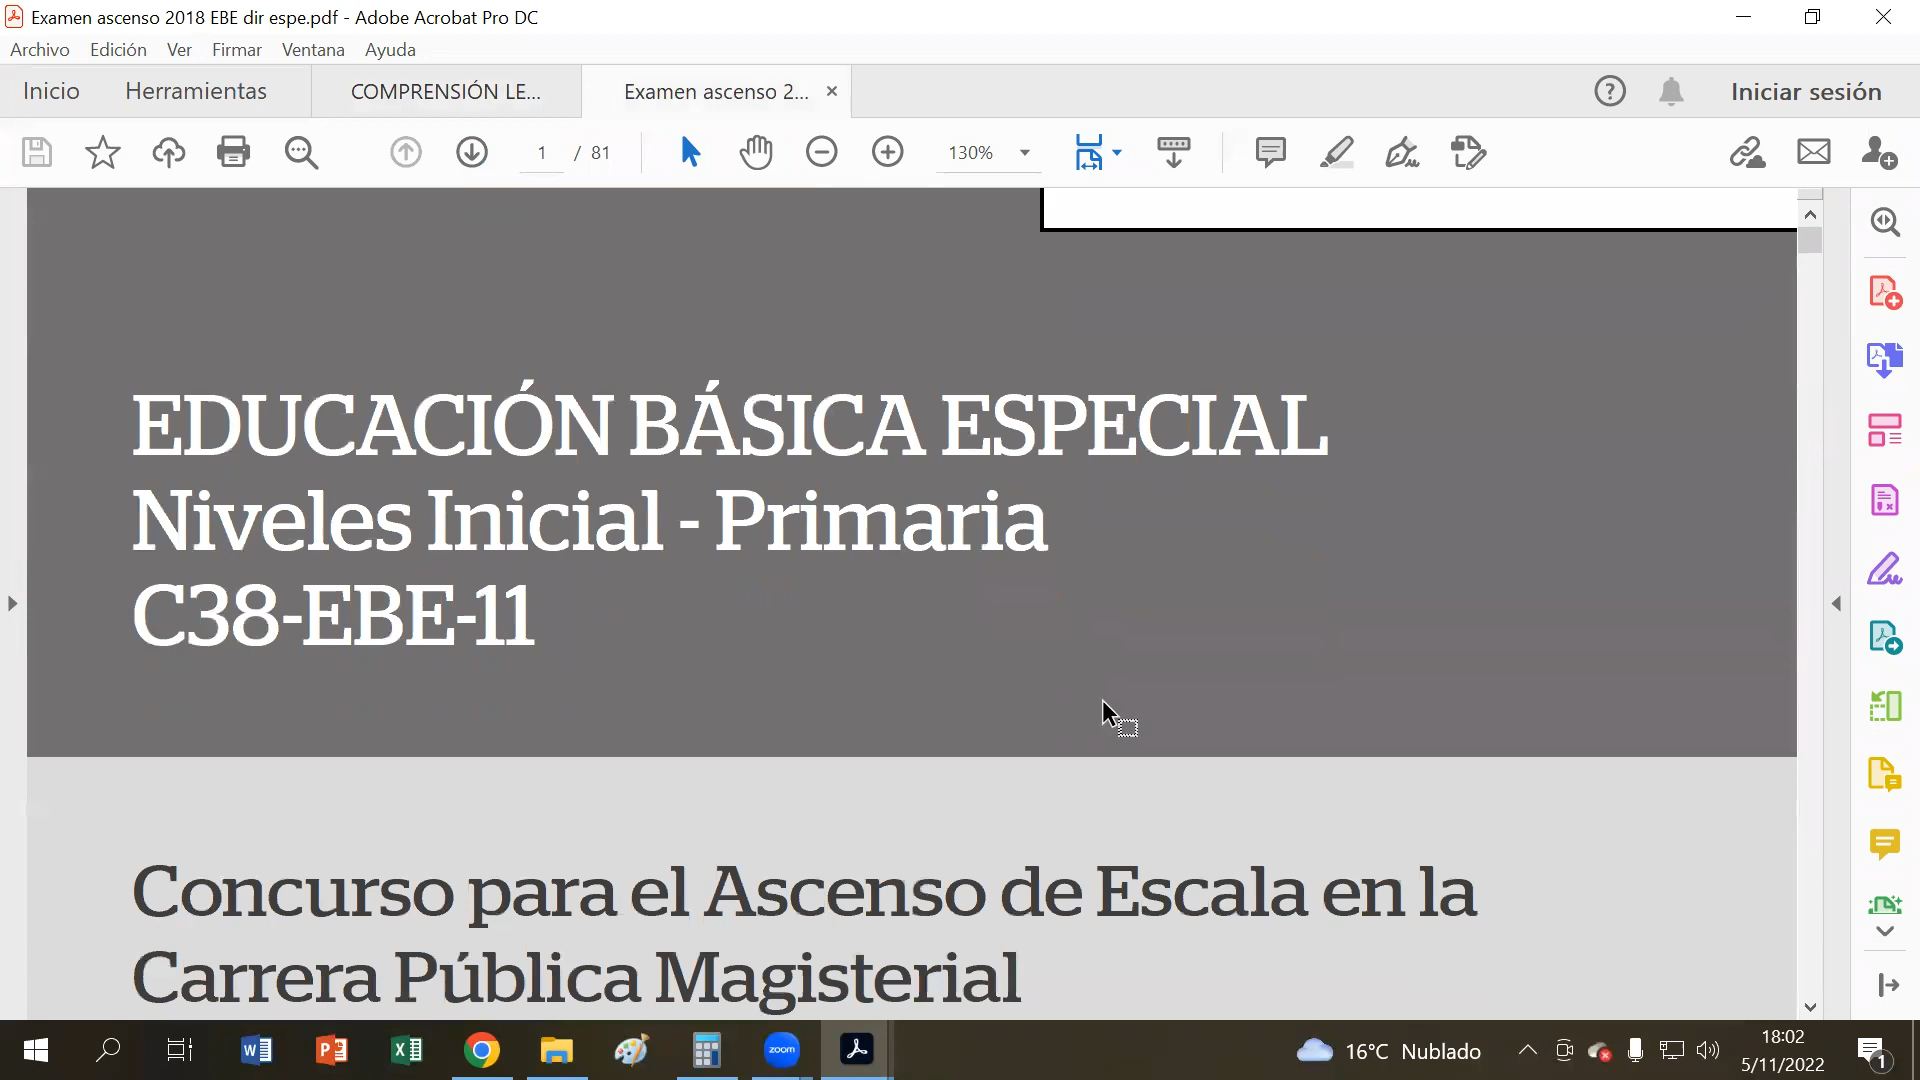 Examen ascenso 2018 EBE dir espe.pdf - Adobe Acrobat Pro DC
Archivo Edición Ver Firmar Ventana Ayuda
Inicio Herramientas COMPRENSIÓN LE... Examen ascenso 2... × Iniciar sesión
1 / 81 130%
EDUCACIÓN BÁSICA ESPECIAL
Niveles Inicial - Primaria
C38-EBE-11
Concurso para el Ascenso de Escala en la
Carrera Pública Magisterial
zoom 16°C Nublado 18:02
5/11/2022 1